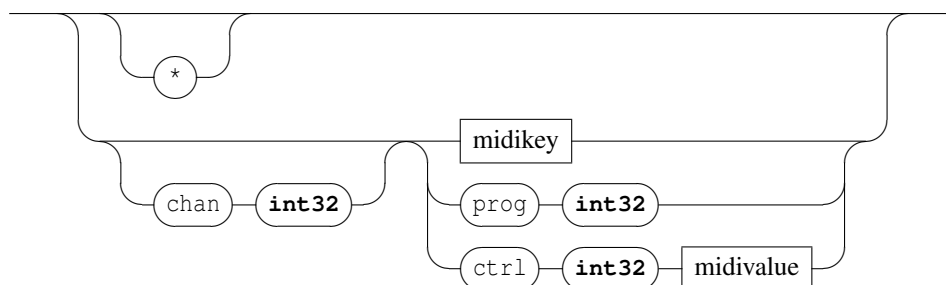 *
midikey
chan int32 prog int32
ctrl int32 midivalue